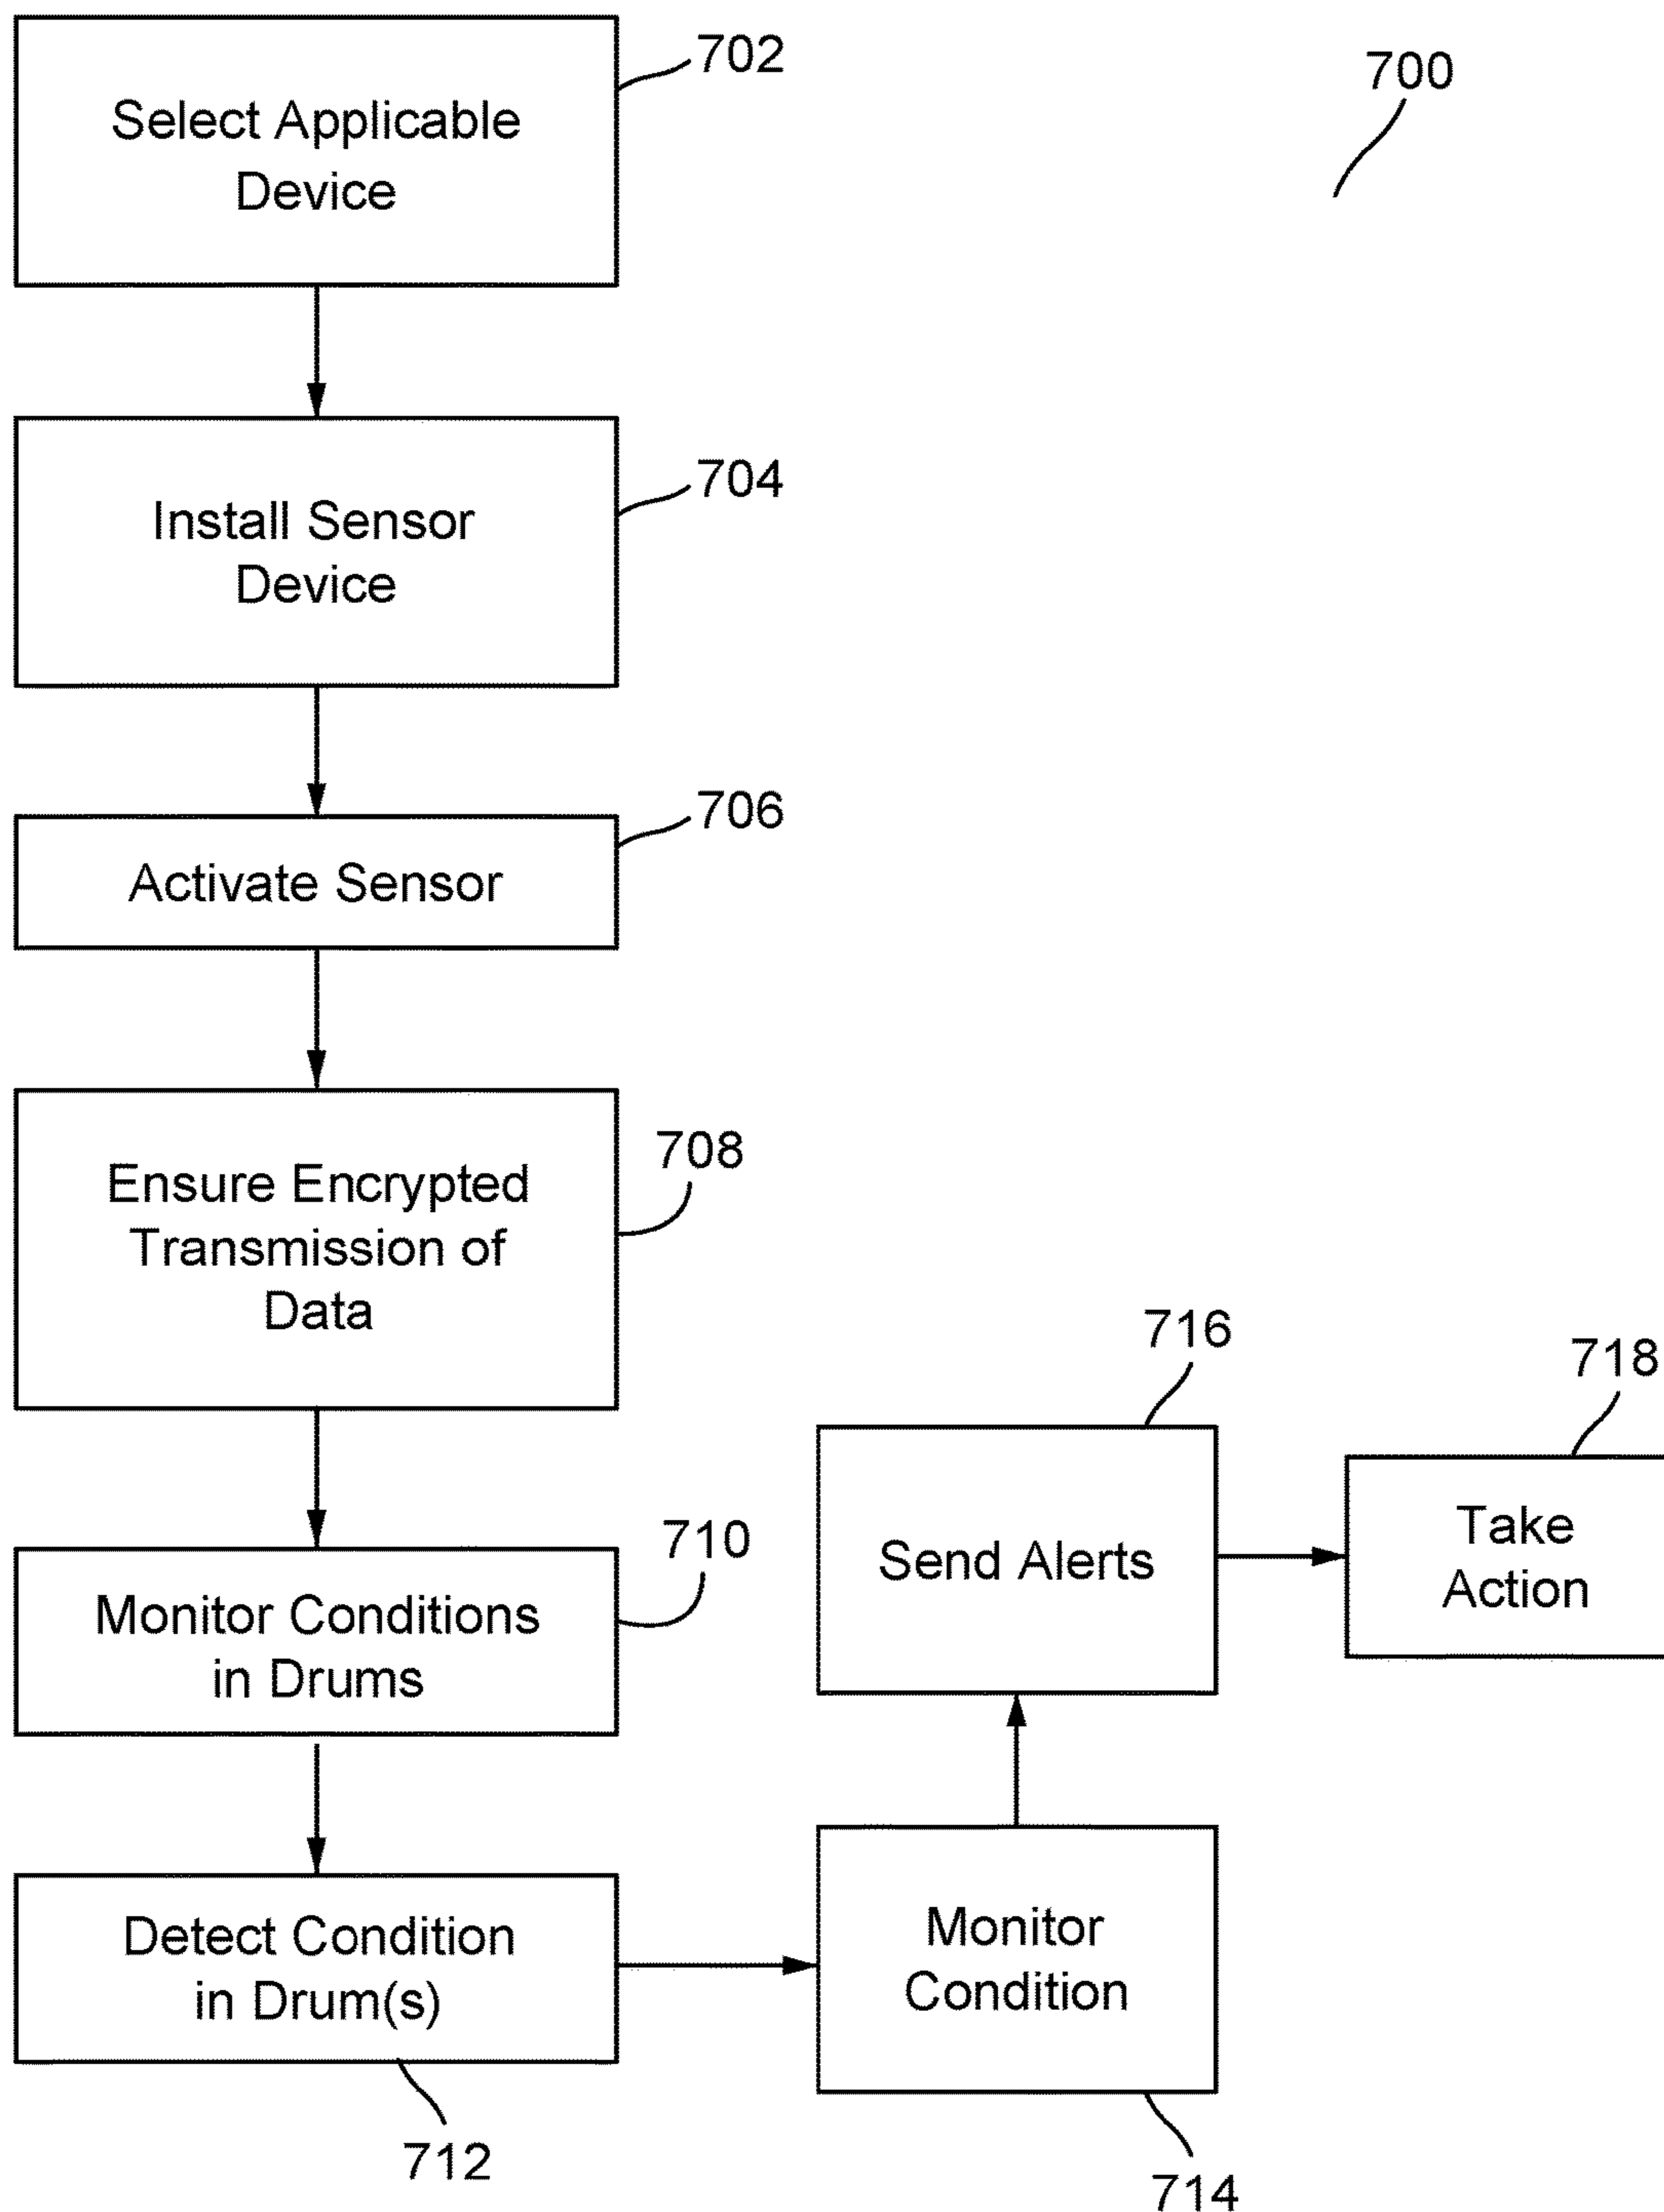 702
700
Select Applicable
Device
704
Install Sensor
Device
706
Activate Sensor
708
Ensure Encrypted
Transmission of
Data
710
Monitor Conditions
in Drums
716
718
Send Alerts
Take
Action
Detect Condition
in Drum(s)
712
Monitor
Condition
714